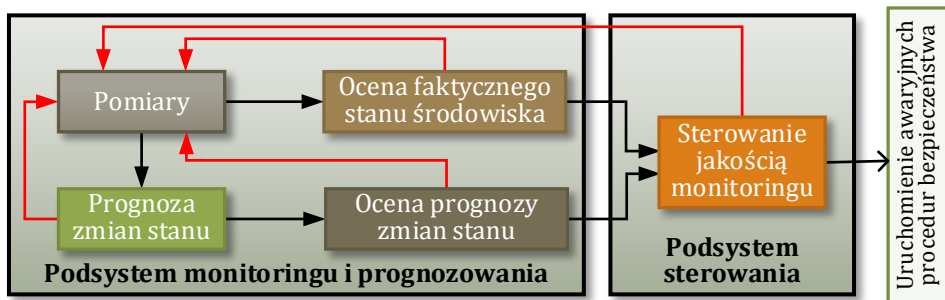 Pomiary
Ocena faktycznego
stanu środowiska
Prognoza
zmian stanu
Ocena prognozy
zmian stanu
Podsystem monitoringu i prognozowania
Sterowanie
jakością
monitoringu
Podsystem
sterowania
Uruchomienie awaryjnych
procedur bezpieczeństwa